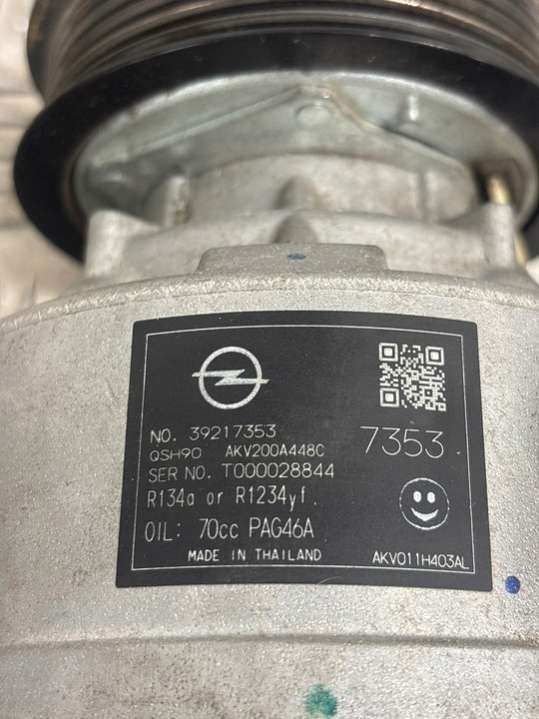 NO. 39217353
7353
QSH90 AKV200A448C
SER NO. T000028844
R134a or R1234yf
OIL: 70cc PAG46A
MADE IN THAILAND
AKV011H403AL